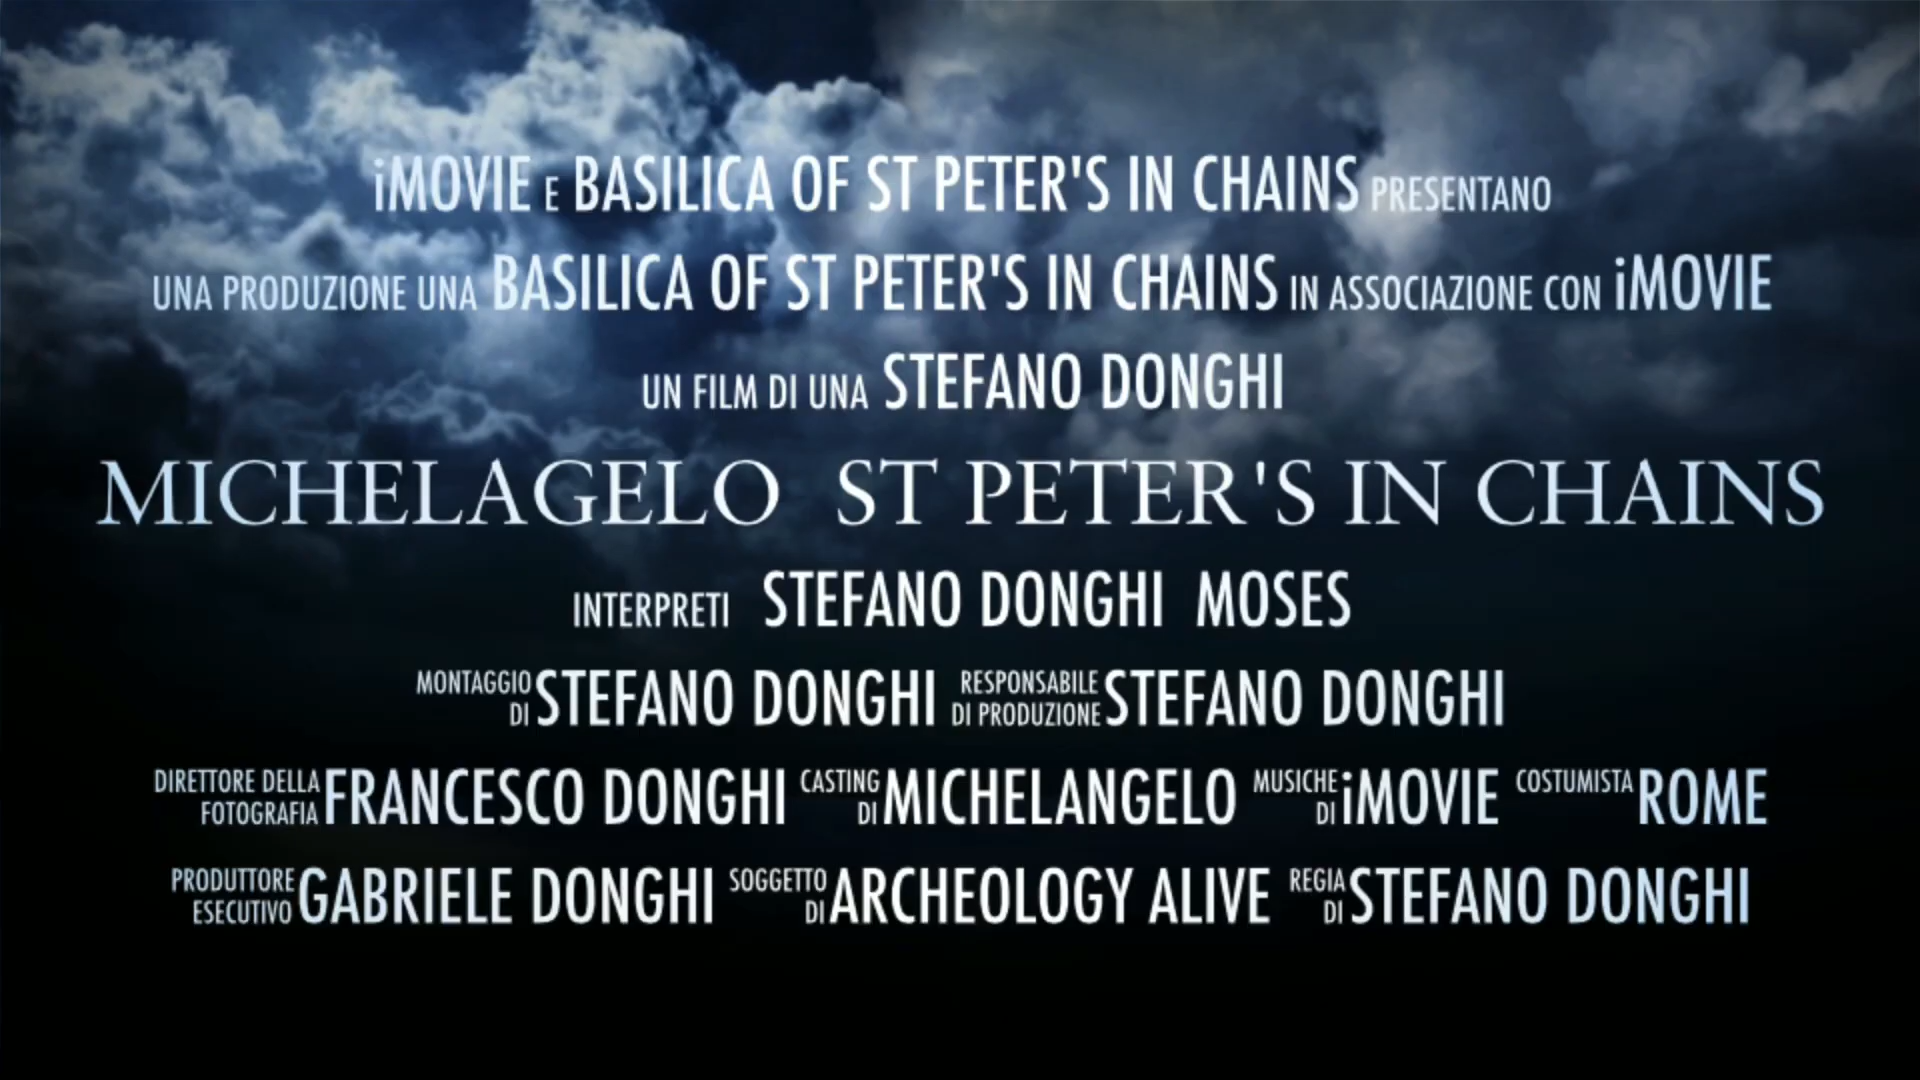 iMOVIE E BASILICA OF ST PETER'S IN CHAINS PRESENTANO
UNA PRODUZIONE UNA BASILICA OF ST PETER'S IN CHAINS IN ASSOCIAZIONE CON iMOVIE
UN FILM DI UNA STEFANO DONGHI
MICHELAGELO ST PETER'S IN CHAINS
INTERPRETI STEFANO DONGHI MOSES
MONTAGGIO DI STEFANO DONGHI RESPONSABILE DI PRODUZIONE STEFANO DONGHI
DIRETTORE DELLA FOTOGRAFIA FRANCESCO DONGHI CASTING DI MICHELANGELO MUSICHE DI iMOVIE COSTUMISTA ROME
PRODUTTORE ESECUTIVO GABRIELE DONGHI SOGGETTO DI ARCHEOLOGY ALIVE REGIA DI STEFANO DONGHI